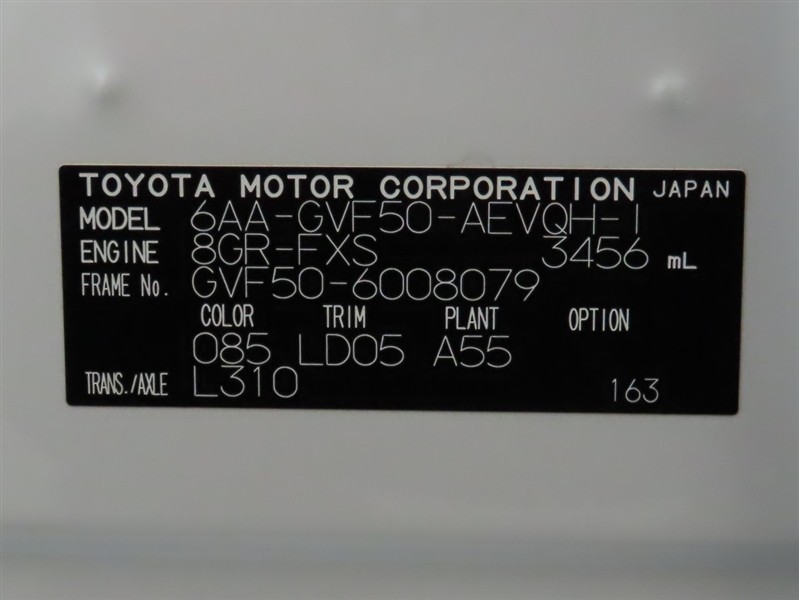 TOYOTA MOTOR CORPORATION JAPAN
MODEL 6AA-GVF50-AEVQH-I
ENGINE 8GR-FXS 3456 mL
FRAME No. GVF50-6008079
COLOR TRIM PLANT OPTION
085 LD05 A55
TRANS./AXLE L310 163